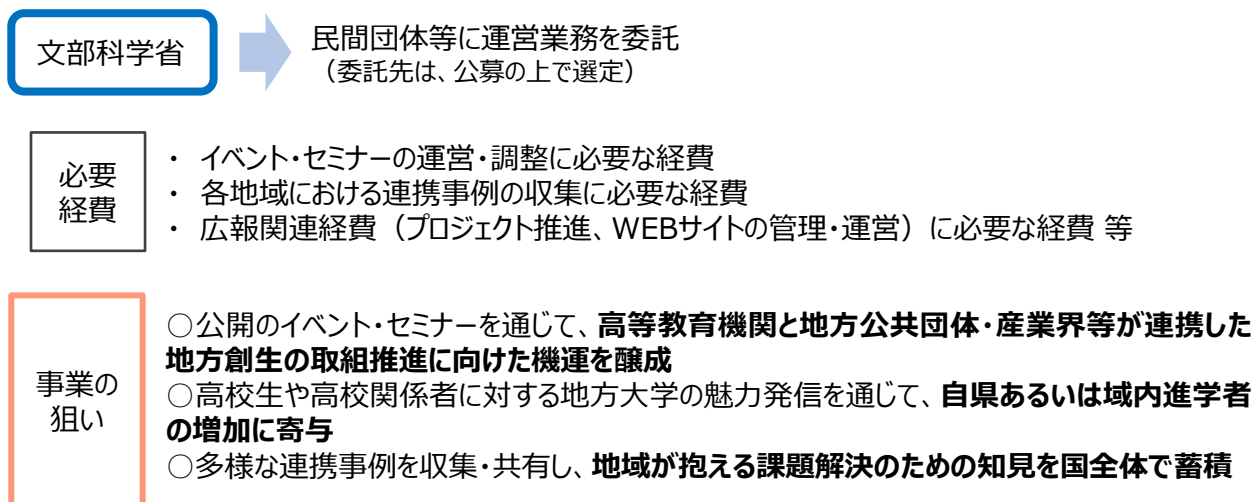 文部科学省
民間団体等に運営業務を委託
（委託先は、公募の上で選定）
必要
経費
・ イベント・セミナーの運営・調整に必要な経費
・ 各地域における連携事例の収集に必要な経費
・ 広報関連経費（プロジェクト推進、WEBサイトの管理・運営）に必要な経費 等
事業の
狙い
○公開のイベント・セミナーを通じて、高等教育機関と地方公共団体・産業界等が連携した
地方創生の取組推進に向けた機運を醸成
○高校生や高校関係者に対する地方大学の魅力発信を通じて、自県あるいは域内進学者
の増加に寄与
○多様な連携事例を収集・共有し、地域が抱える課題解決のための知見を国全体で蓄積